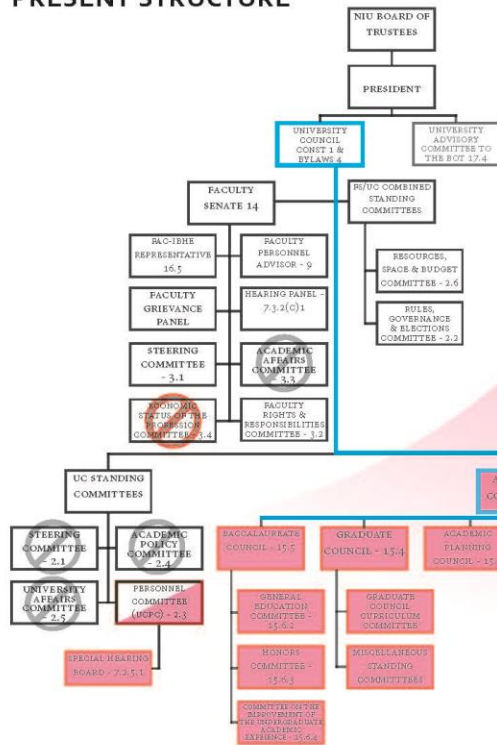 PRESENT STRUCTURE
NIU BOARD OF
TRUSTEES
PRESIDENT
UNIVERSITY
COUNCIL
CONST 1 &
BYLAWS 4
UNIVERSITY
ADVISORY
COMMITTEE TO
THE BOT 17.4
FACULTY
SENATE 14
FS/UC COMBINED
STANDING
COMMITTEES
FAC-IBHE
REPRESENTATIVE
16.5
FACULTY
PERSONNEL
ADVISOR - 9
RESOURCES,
SPACE & BUDGET
COMMITTEE - 2.6
FACULTY
GRIEVANCE
PANEL
HEARING PANEL -
7.3.2(C)1
RULES,
GOVERNANCE
& ELECTIONS
COMMITTEE - 2.2
STEERING
COMMITTEE
- 3.1
ACADEMIC
AFFAIRS
COMMITTEE
- 3.3
ECONOMIC
STATUS OF THE
PROFESSION
COMMITTEE - 3.4
FACULTY
RIGHTS &
RESPONSIBILITIES
COMMITTEE - 3.2
UC STANDING
COMMITTEES
STEERING
COMMITTEE
- 2.1
ACADEMIC
POLICY
COMMITTEE
- 2.4
UNIVERSITY
AFFAIRS
COMMITTEE
- 2.5
PERSONNEL
COMMITTEE
(UCPC) - 2.3
SPECIAL HEARING
BOARD - 7.2.5.1
BACCALAUREATE
COUNCIL - 15.5
GRADUATE
COUNCIL - 15.4
ACADEMIC
PLANNING
COUNCIL - 15.
GENERAL
EDUCATION
COMMITTEE -
15.6.2
GRADUATE
COUNCIL
CURRICULUM
COMMITTEE
HONORS
COMMITTEE -
15.6.3
MISCELLANEOUS
STANDING
COMMITTTEES
COMMITTEE ON THE
IMPROVEMENT OF
THE UNDERGRADUATE
ACADEMIC
EXPERIENCE - 15.6.4